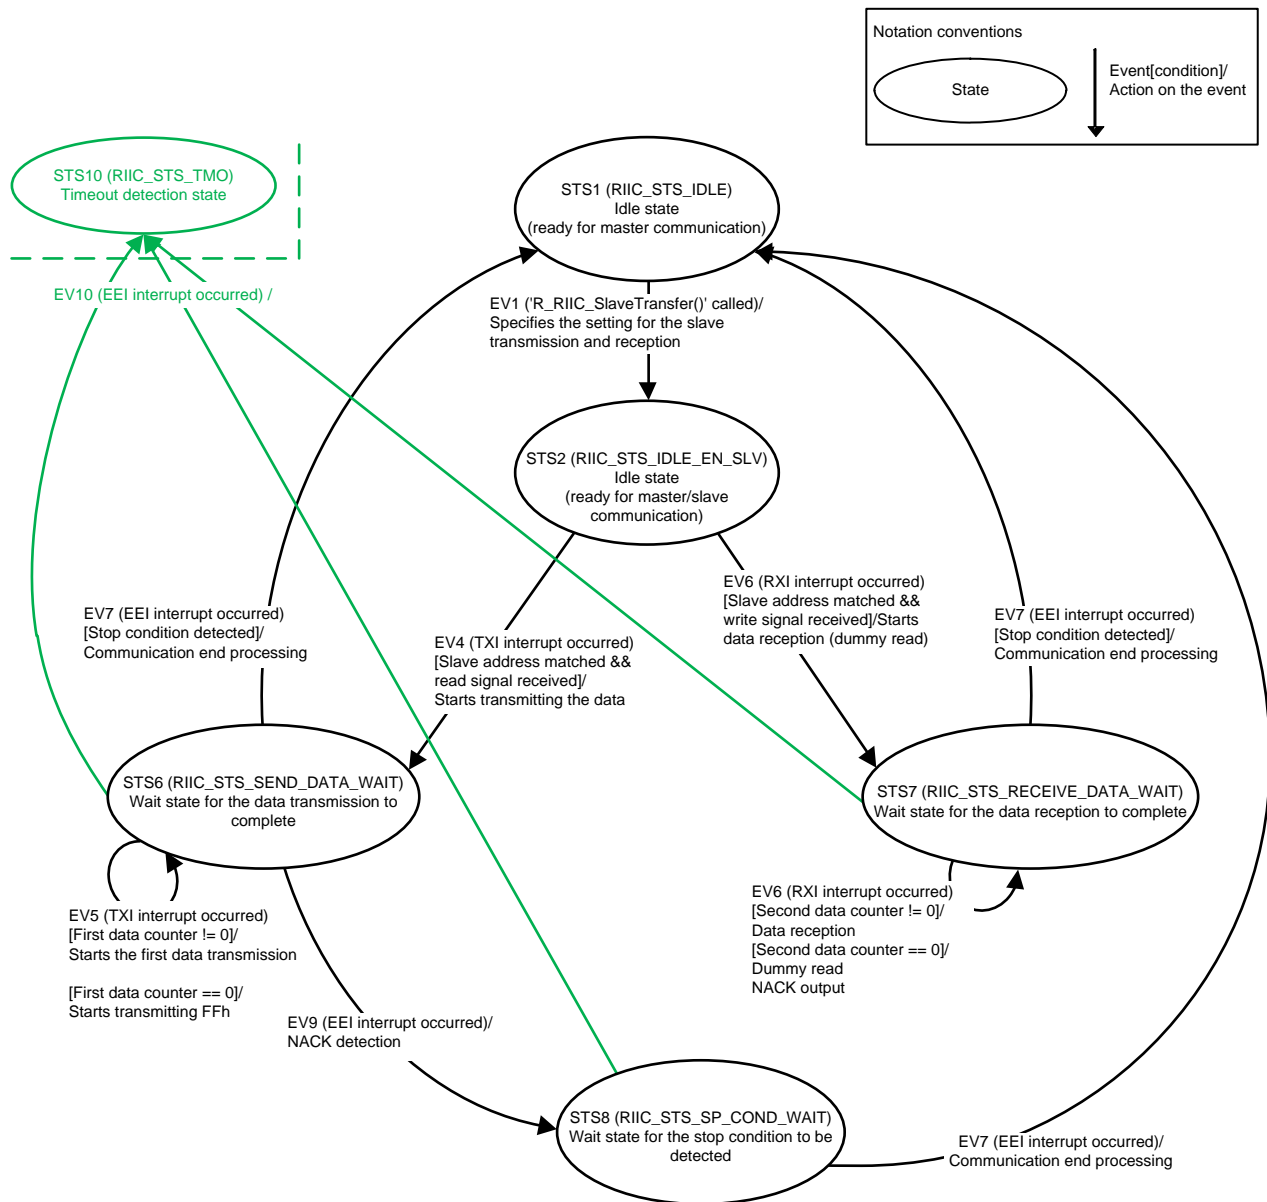 Notation conventions
State
Event[condition]/
Action on the event
STS10 (RIIC_STS_TMO)
Timeout detection state
STS1 (RIIC_STS_IDLE)
Idle state
(ready for master communication)
EV10 (EEI interrupt occurred) /
EV1 ('R_RIIC_SlaveTransfer()' called)/
Specifies the setting for the slave
transmission and reception
STS2 (RIIC_STS_IDLE_EN_SLV)
Idle state
(ready for master/slave
communication)
EV7 (EEI interrupt occurred)
[Stop condition detected]/
Communication end processing
EV4 (TXI interrupt occurred)
[Slave address matched &&
read signal received]/
Starts transmitting the data
EV6 (RXI interrupt occurred)
[Slave address matched &&
write signal received]/Starts
data reception (dummy read)
EV7 (EEI interrupt occurred)
[Stop condition detected]/
Communication end processing
STS6 (RIIC_STS_SEND_DATA_WAIT)
Wait state for the data transmission to
complete
STS7 (RIIC_STS_RECEIVE_DATA_WAIT)
Wait state for the data reception to complete
EV5 (TXI interrupt occurred)
[First data counter != 0]/
Starts the first data transmission
[First data counter == 0]/
Starts transmitting FFh
EV6 (RXI interrupt occurred)
[Second data counter != 0]/
Data reception
[Second data counter == 0]/
Dummy read
NACK output
EV9 (EEI interrupt occurred)/
NACK detection
STS8 (RIIC_STS_SP_COND_WAIT)
Wait state for the stop condition to be
detected
EV7 (EEI interrupt occurred)/
Communication end processing